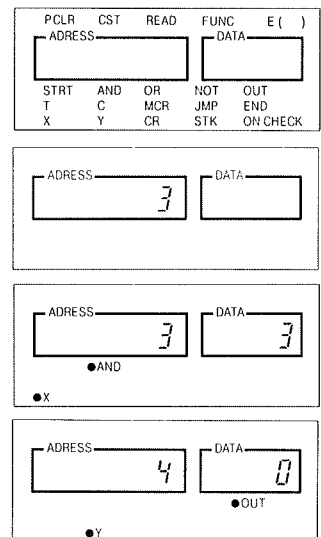 PCLR CST READ FUNC E( )
ADRESS DATA
STRT AND OR NOT OUT
T C MCR JMP END
X Y CR STK ON CHECK
ADRESS DATA
3
ADRESS DATA
3 3
●AND
●X
ADRESS DATA
4 0
●OUT
●Y